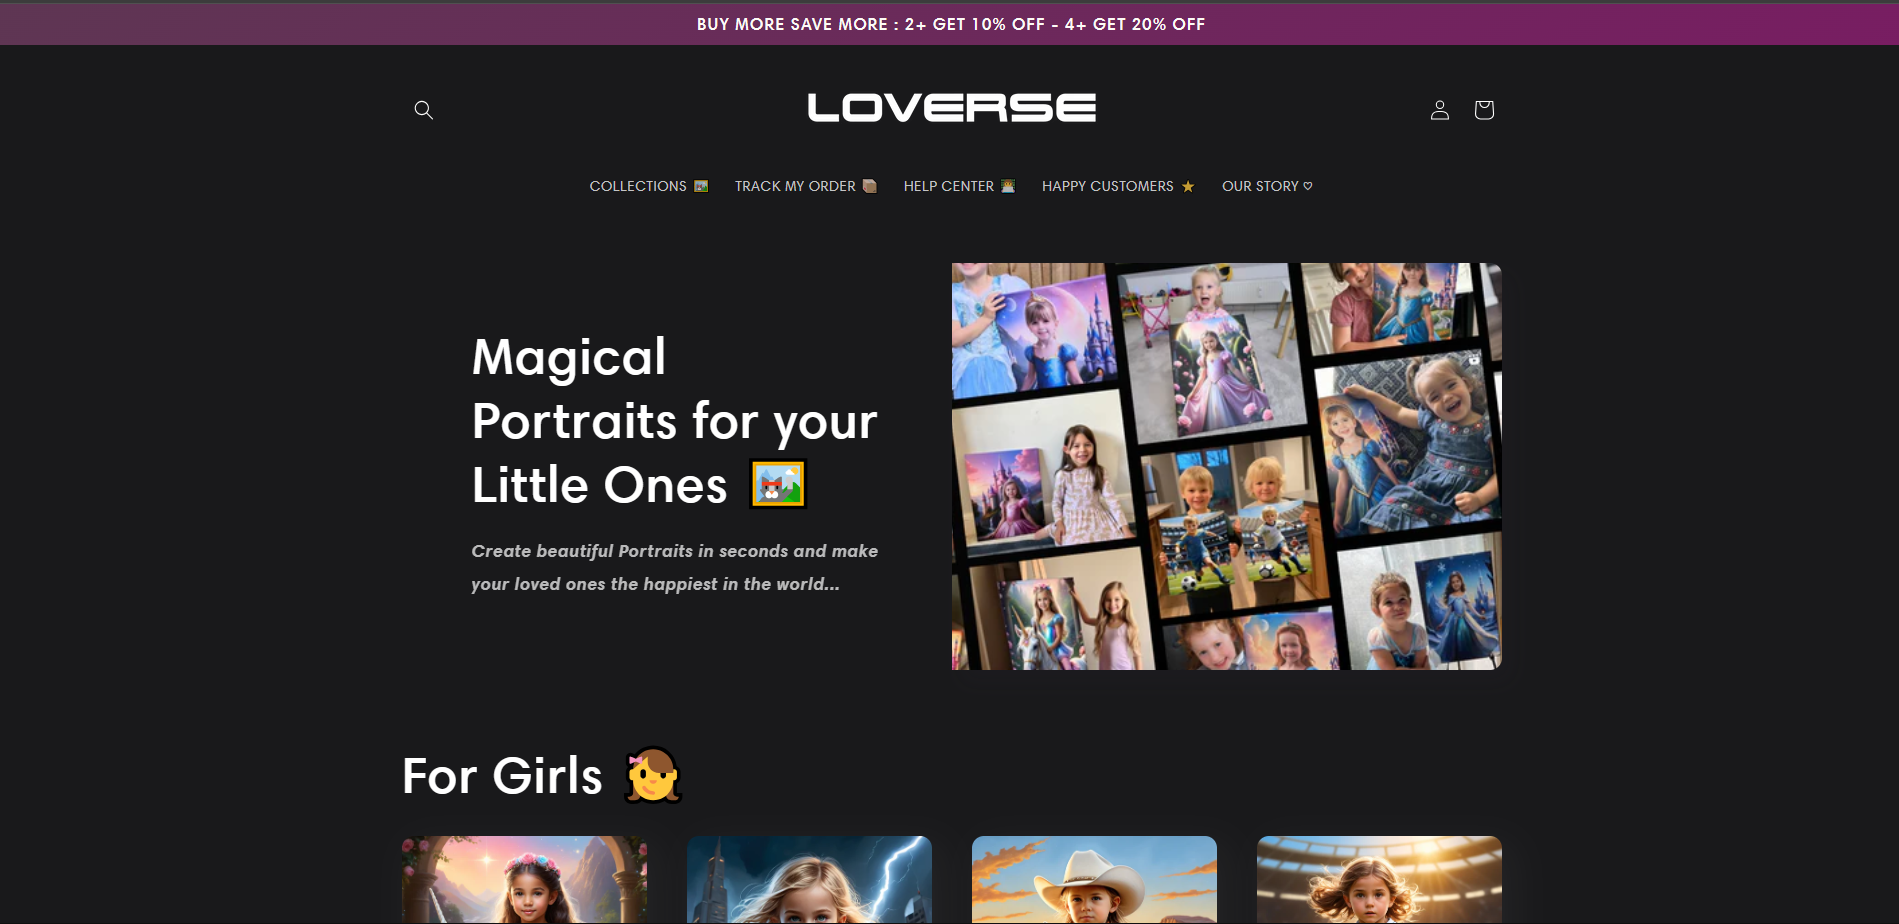 BUY MORE SAVE MORE : 2+ GET 10% OFF - 4+ GET 20% OFF
LOVERSE
COLLECTIONS 🖼️ TRACK MY ORDER 📦 HELP CENTER 👨‍💻 HAPPY CUSTOMERS ⭐ OUR STORY ♡
Magical
Portraits for your
Little Ones 🖼️
Create beautiful Portraits in seconds and make
your loved ones the happiest in the world...
For Girls 👧